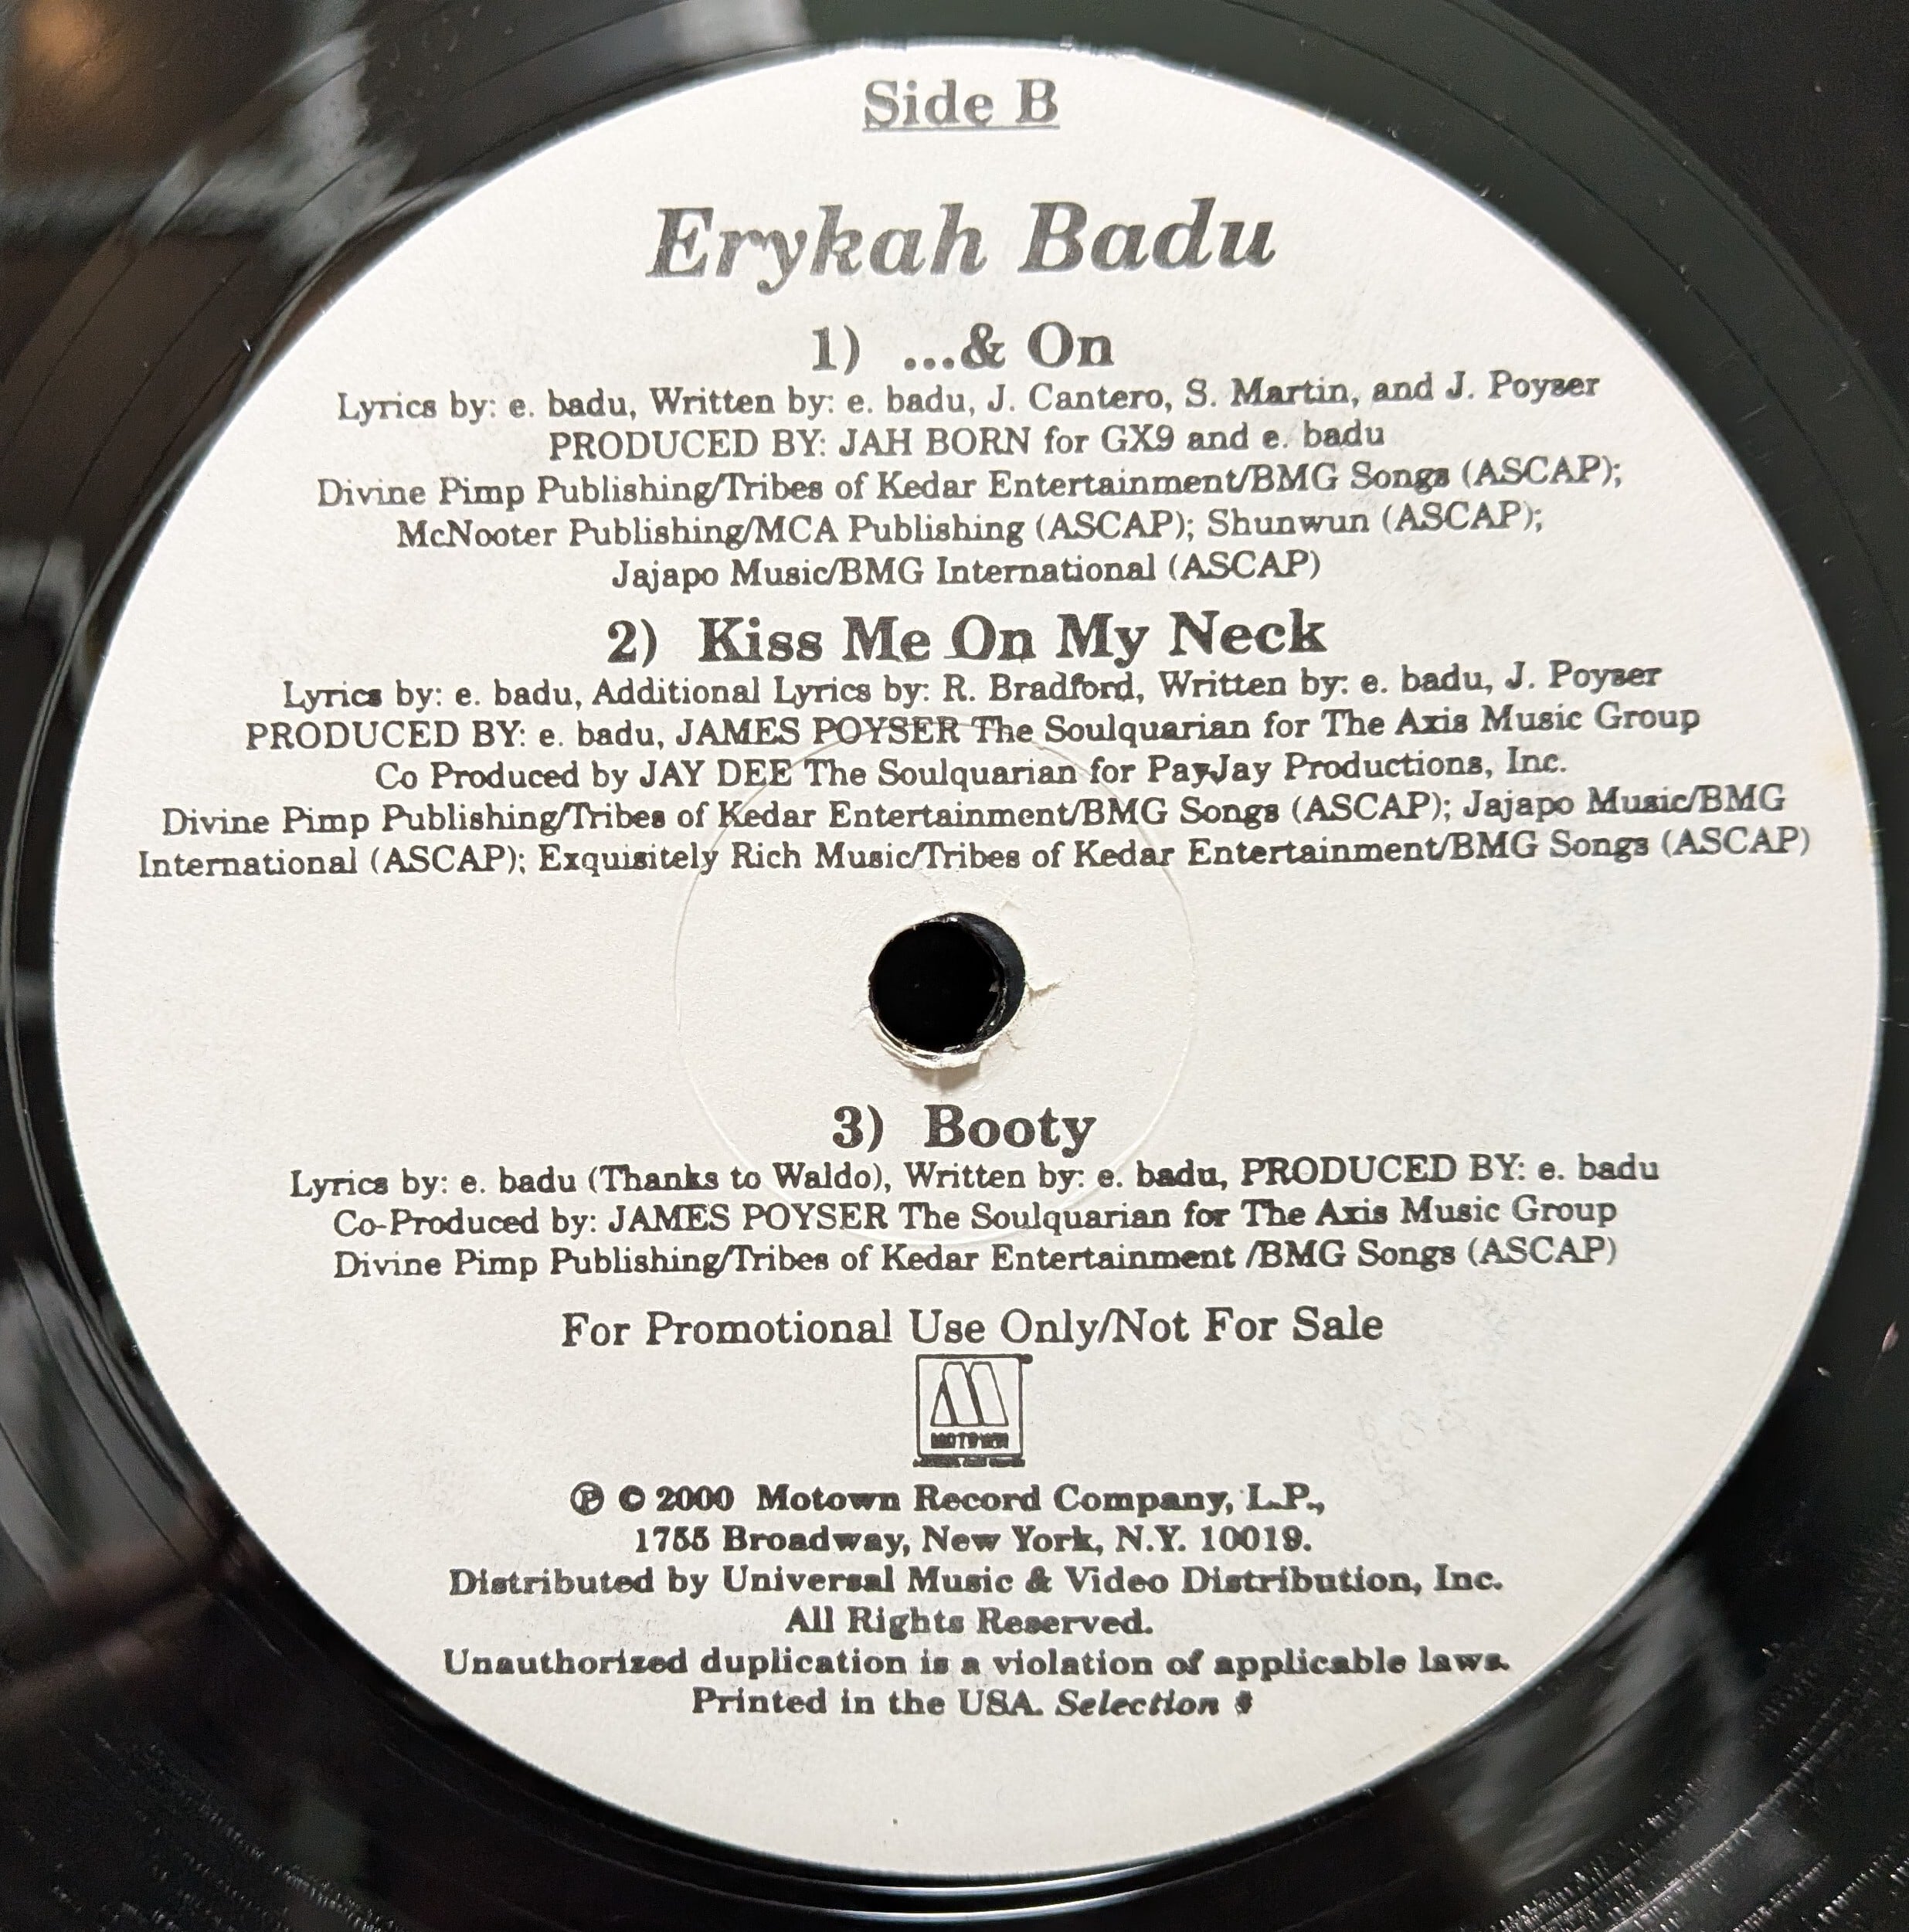 Side B
Erykah Badu
1) ...& On
Lyrics by: e. badu, Written by: e. badu, J. Cantero, S. Martin, and J. Poyser
PRODUCED BY: JAH BORN for GX9 and e. badu
Divine Pimp Publishing/Tribes of Kedar Entertainment/BMG Songs (ASCAP);
McNooter Publishing/MCA Publishing (ASCAP); Shunwun (ASCAP);
Jajapo Music/BMG International (ASCAP)
2) Kiss Me On My Neck
Lyrics by: e. badu, Additional Lyrics by: R. Bradford, Written by: e. badu, J. Poyser
PRODUCED BY: e. badu, JAMES POYSER The Soulquarian for The Axis Music Group
Co Produced by JAY DEE The Soulquarian for PayJay Productions, Inc.
Divine Pimp Publishing/Tribes of Kedar Entertainment/BMG Songs (ASCAP); Jajapo Music/BMG
International (ASCAP); Exquisitely Rich Music/Tribes of Kedar Entertainment/BMG Songs (ASCAP)
3) Booty
Lyrics by: e. badu (Thanks to Waldo), Written by: e. badu, PRODUCED BY: e. badu
Co-Produced by: JAMES POYSER The Soulquarian for The Axis Music Group
Divine Pimp Publishing/Tribes of Kedar Entertainment /BMG Songs (ASCAP)
For Promotional Use Only/Not For Sale
MOTOWN
℗ © 2000 Motown Record Company, L.P.,
1755 Broadway, New York, N.Y. 10019.
Distributed by Universal Music & Video Distribution, Inc.
All Rights Reserved.
Unauthorized duplication is a violation of applicable laws.
Printed in the USA. Selection #